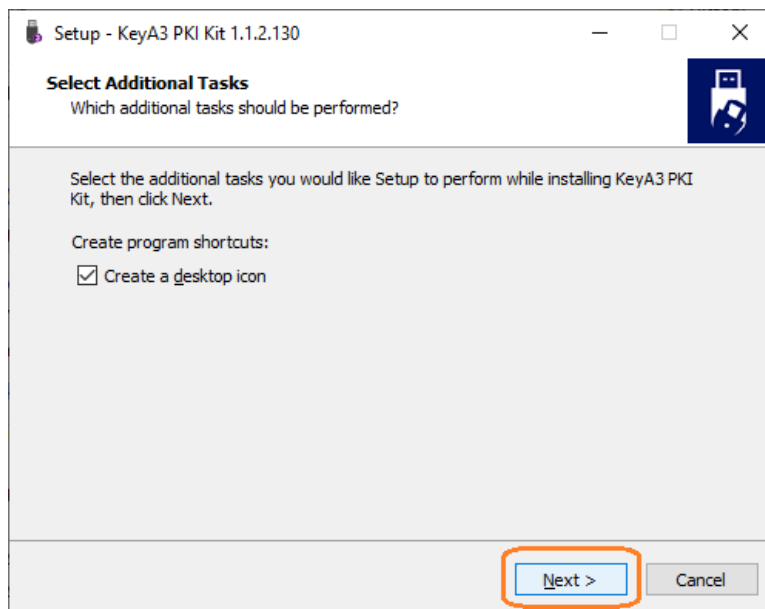 Setup - KeyA3 PKI Kit 1.1.2.130
Select Additional Tasks
Which additional tasks should be performed?
Select the additional tasks you would like Setup to perform while installing KeyA3 PKI
Kit, then click Next.
Create program shortcuts:
Create a desktop icon
Next >
Cancel